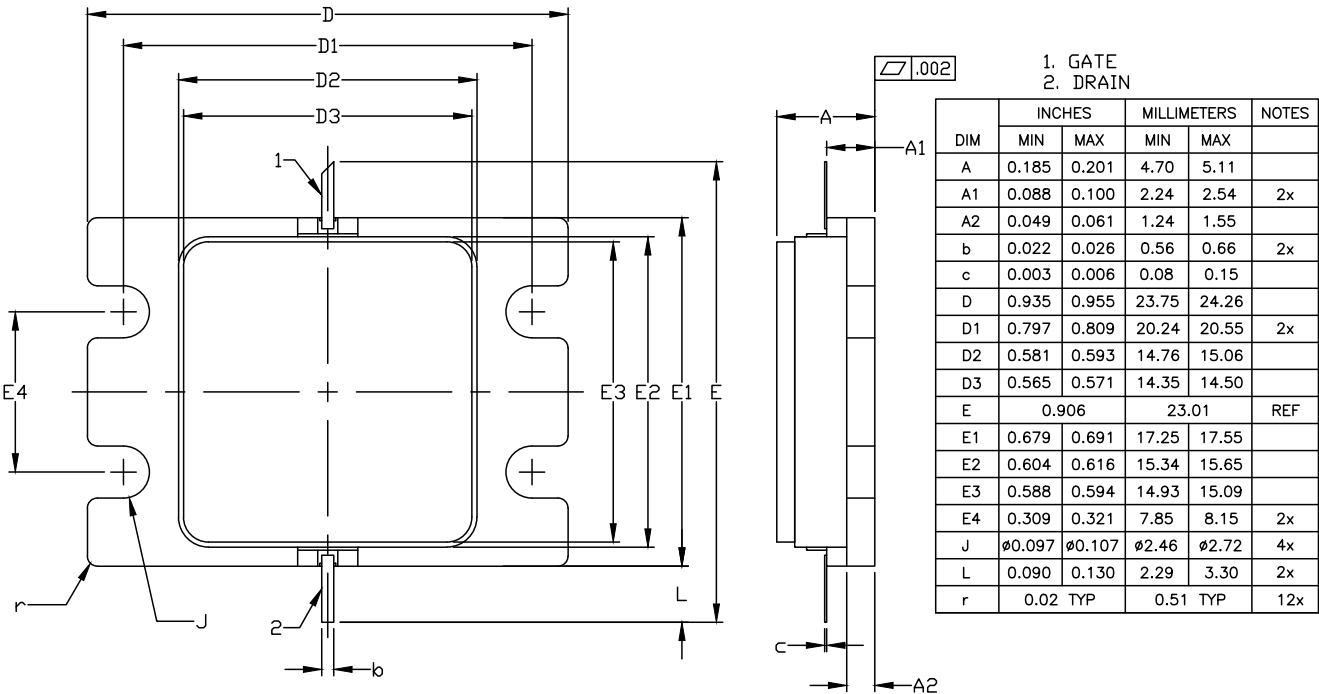 D
D1
D2
D3
1
2
E4
E3
E2
E1
E
L
r
J
b
.002
A
A1
c
A2
1. GATE
2. DRAIN
DIM INCHES MILLIMETERS NOTES
MIN MAX MIN MAX
A 0.185 0.201 4.70 5.11
A1 0.088 0.100 2.24 2.54 2x
A2 0.049 0.061 1.24 1.55
b 0.022 0.026 0.56 0.66 2x
c 0.003 0.006 0.08 0.15
D 0.935 0.955 23.75 24.26
D1 0.797 0.809 20.24 20.55 2x
D2 0.581 0.593 14.76 15.06
D3 0.565 0.571 14.35 14.50
E 0.906 23.01 REF
E1 0.679 0.691 17.25 17.55
E2 0.604 0.616 15.34 15.65
E3 0.588 0.594 14.93 15.09
E4 0.309 0.321 7.85 8.15 2x
J ø0.097 ø0.107 ø2.46 ø2.72 4x
L 0.090 0.130 2.29 3.30 2x
r 0.02 TYP 0.51 TYP 12x